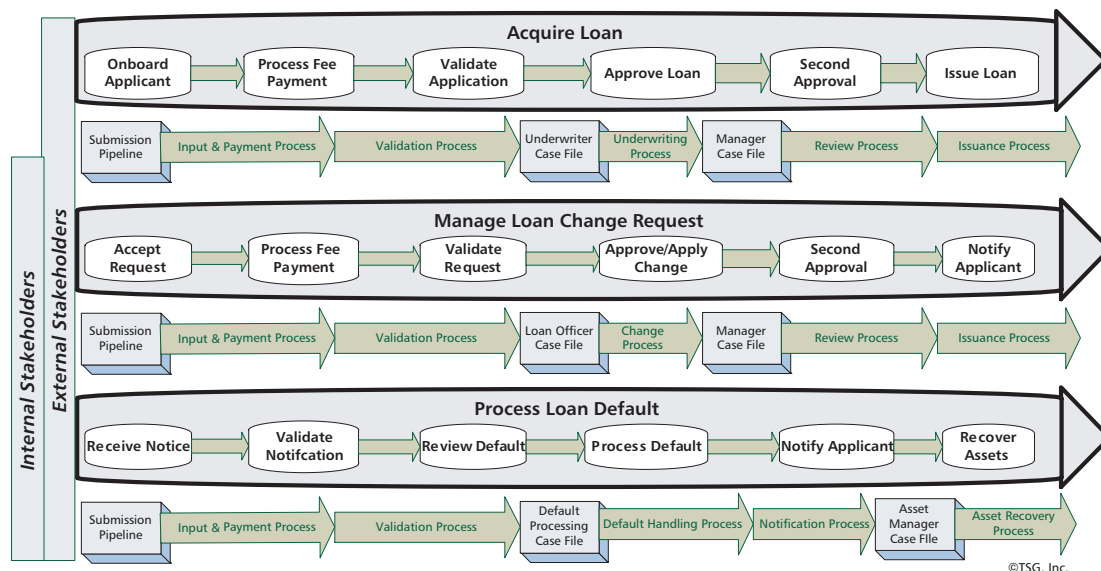 Internal Stakeholders
External Stakeholders
Acquire Loan
Onboard
Applicant
Process Fee
Payment
Validate
Application
Approve Loan
Second
Approval
Issue Loan
Submission
Pipeline
Input & Payment Process
Validation Process
Underwriter
Case File
Underwriting
Process
Manager
Case File
Review Process
Issuance Process
Manage Loan Change Request
Accept
Request
Process Fee
Payment
Validate
Request
Approve/Apply
Change
Second
Approval
Notify
Applicant
Submission
Pipeline
Input & Payment Process
Validation Process
Loan Officer
Case File
Change
Process
Manager
Case File
Review Process
Issuance Process
Process Loan Default
Receive Notice
Validate
Notifcation
Review Default
Process Default
Notify Applicant
Recover
Assets
Submission
Pipeline
Input & Payment Process
Validation Process
Default
Processing
Case File
Default Handling Process
Notification Process
Asset
Manager
Case FIle
Asset Recovery
Process
©TSG, Inc.